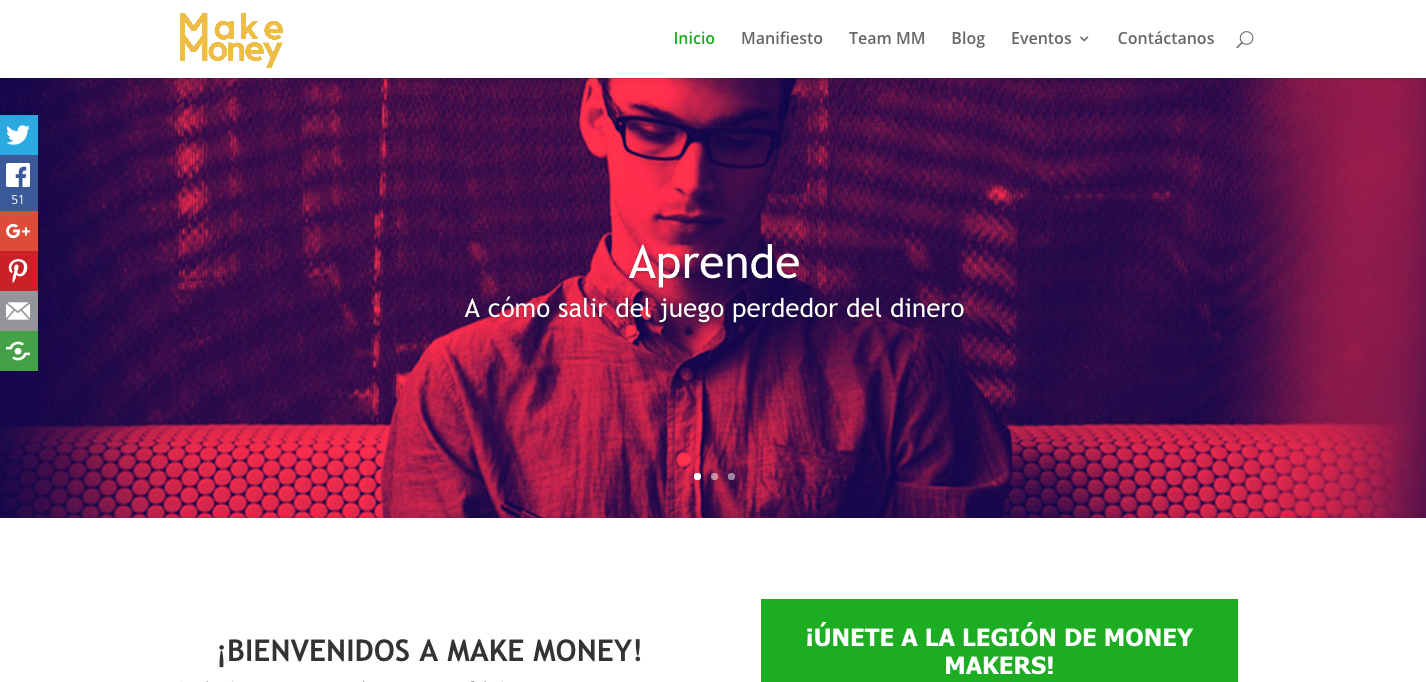 Make
Money
Inicio
Manifiesto
Team MM
Blog
Eventos
Contáctanos
51
G+
Aprende
A cómo salir del juego perdedor del dinero
¡BIENVENIDOS A MAKE MONEY!
¡ÚNETE A LA LEGIÓN DE MONEY
MAKERS!